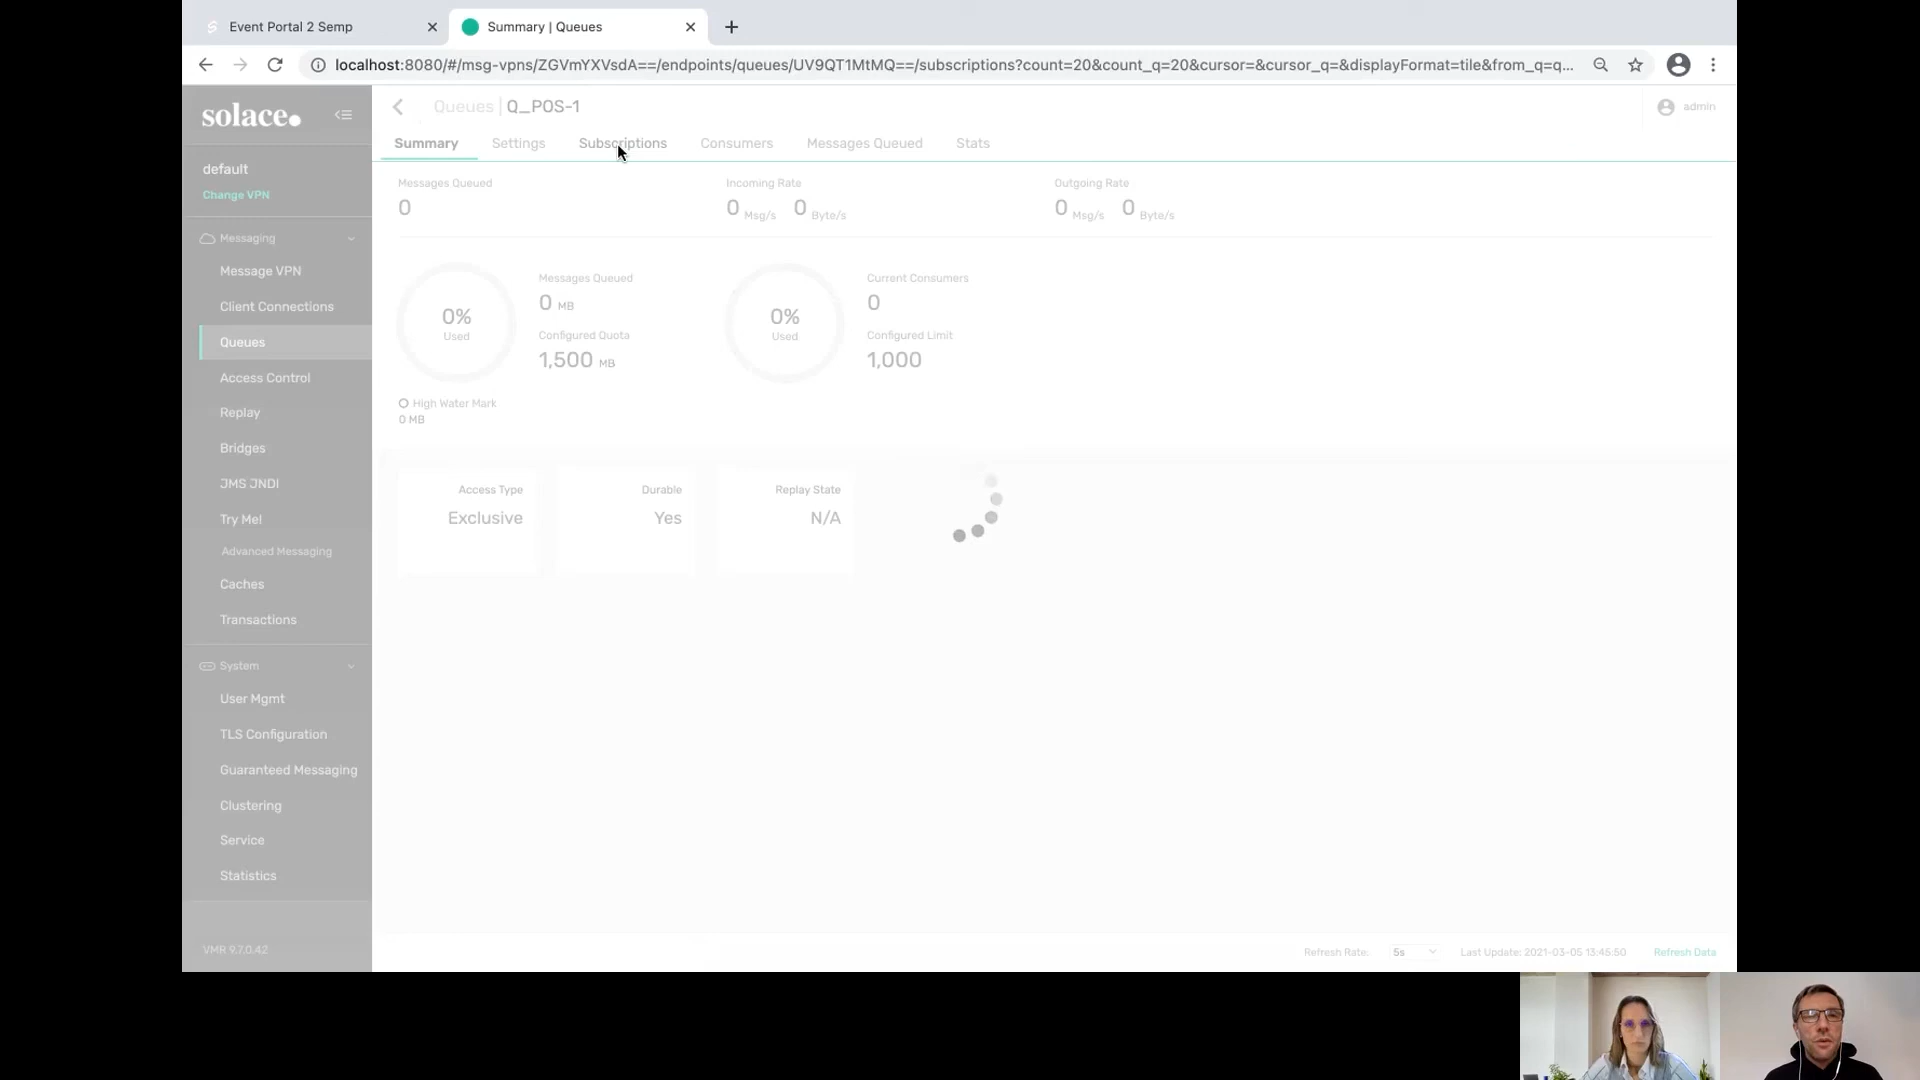 Event Portal 2 Semp
Summary | Queues
localhost:8080/#/msg-vpns/ZGVmYXVsdA==/endpoints/queues/UV9QT1MtMQ==/subscriptions?count=20&count_q=20&cursor=&cursor_q=&displayFormat=tile&from_q=q...
solace.
Queues | Q_POS-1
admin
Summary
Settings
Subscriptions
Consumers
Messages Queued
Stats
default
Change VPN
Messaging
Message VPN
Client Connections
Queues
Access Control
Replay
Bridges
JMS JNDI
Try Me!
Advanced Messaging
Caches
Transactions
System
User Mgmt
TLS Configuration
Guaranteed Messaging
Clustering
Service
Statistics
VMR 9.7.0.42
Messages Queued
0
Incoming Rate
0 Msg/s 0 Byte/s
Outgoing Rate
0 Msg/s 0 Byte/s
0%
Used
Messages Queued
0 MB
Configured Quota
1,500 MB
High Water Mark
0 MB
0%
Used
Current Consumers
0
Configured Limit
1,000
Access Type
Exclusive
Durable
Yes
Replay State
N/A
Refresh Rate: 5s
Last Update: 2021-03-05 13:45:50
Refresh Data